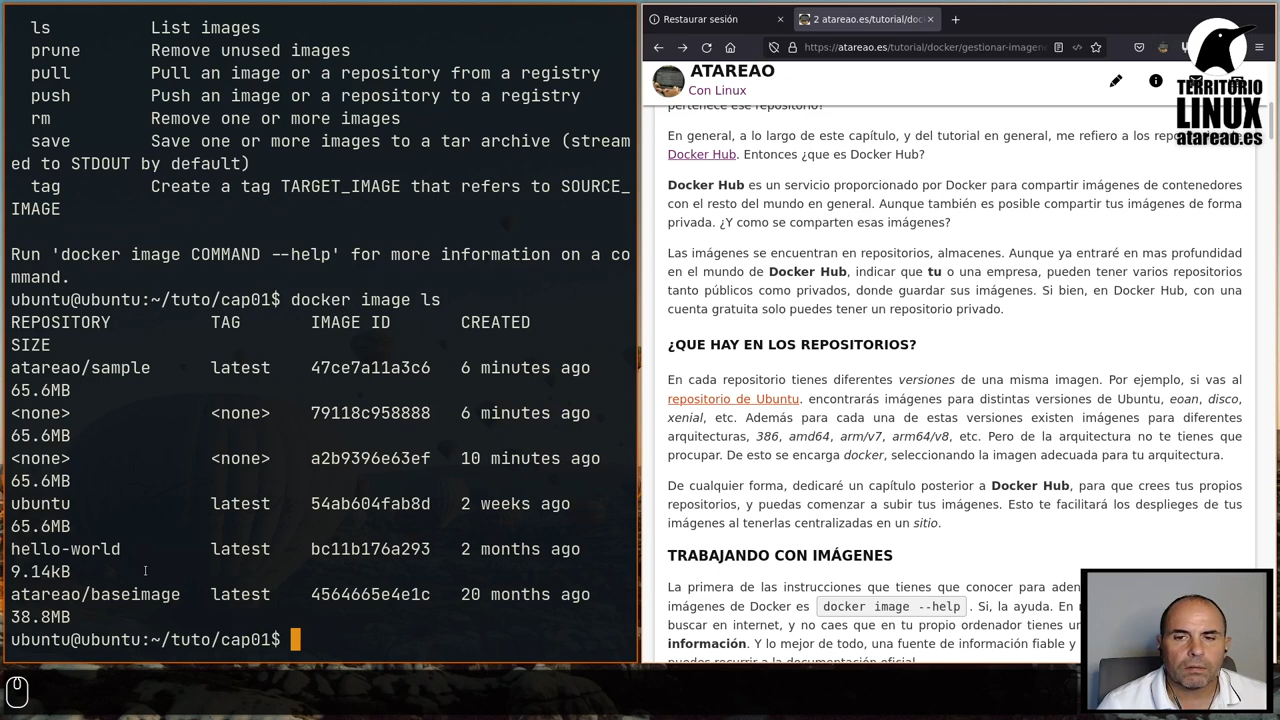 ls List images
prune Remove unused images
pull Pull an image or a repository from a registry
push Push an image or a repository to a registry
rm Remove one or more images
save Save one or more images to a tar archive (stream
ed to STDOUT by default)
tag Create a tag TARGET_IMAGE that refers to SOURCE_
IMAGE
Run 'docker image COMMAND --help' for more information on a co
mmand.
ubuntu@ubuntu:~/tuto/cap01$ docker image ls
REPOSITORY TAG IMAGE ID CREATED
SIZE
atareao/sample latest 47ce7a11a3c6 6 minutes ago
65.6MB
<none> <none> 79118c958888 6 minutes ago
65.6MB
<none> <none> a2b9396e63ef 10 minutes ago
65.6MB
ubuntu latest 54ab604fab8d 2 weeks ago
65.6MB
hello-world latest bc11b176a293 2 months ago
9.14kB
atareao/baseimage latest 4564665e4e1c 20 months ago
38.8MB
ubuntu@ubuntu:~/tuto/cap01$
Restaurar sesión
2 atareao.es/tutorial/doc
https://atareao.es/tutorial/docker/gestionar-imagen
ATAREAO
Con Linux
TERRITORIO
LINUX
atareao.es
pertenece ese repositorio?
En general, a lo largo de este capítulo, y del tutorial en general, me refiero a los
Docker Hub. Entonces ¿que es Docker Hub?
Docker Hub es un servicio proporcionado por Docker para compartir imágenes de contenedores
con el resto del mundo en general. Aunque también es posible compartir tus imágenes de forma
privada. ¿Y como se comparten esas imágenes?
Las imágenes se encuentran en repositorios, almacenes. Aunque ya entraré en mas profundidad
en el mundo de Docker Hub, indicar que tu o una empresa, pueden tener varios repositorios
tanto públicos como privados, donde guardar sus imágenes. Si bien, en Docker Hub, con una
cuenta gratuita solo puedes tener un repositorio privado.
¿QUE HAY EN LOS REPOSITORIOS?
En cada repositorio tienes diferentes versiones de una misma imagen. Por ejemplo, si vas al
repositorio de Ubuntu. encontrarás imágenes para distintas versiones de Ubuntu, eoan, disco,
xenial, etc. Además para cada una de estas versiones existen imágenes para diferentes
arquitecturas, 386, amd64, arm/v7, arm64/v8, etc. Pero de la arquitectura no te tienes que
procupar. De esto se encarga docker, seleccionando la imagen adecuada para tu arquitectura.
De cualquier forma, dedicaré un capítulo posterior a Docker Hub, para que crees tus propios
repositorios, y puedas comenzar a subir tus imágenes. Esto te facilitará los despliegues de tus
imágenes al tenerlas centralizadas en un sitio.
TRABAJANDO CON IMÁGENES
La primera de las instrucciones que tienes que conocer para
imágenes de Docker es docker image --help. Si, la ayuda. En
buscar en internet, y no caes que en tu propio ordenador tienes
información. Y lo mejor de todo, una fuente de información fiable y
puedes recurrir a la documentación oficial